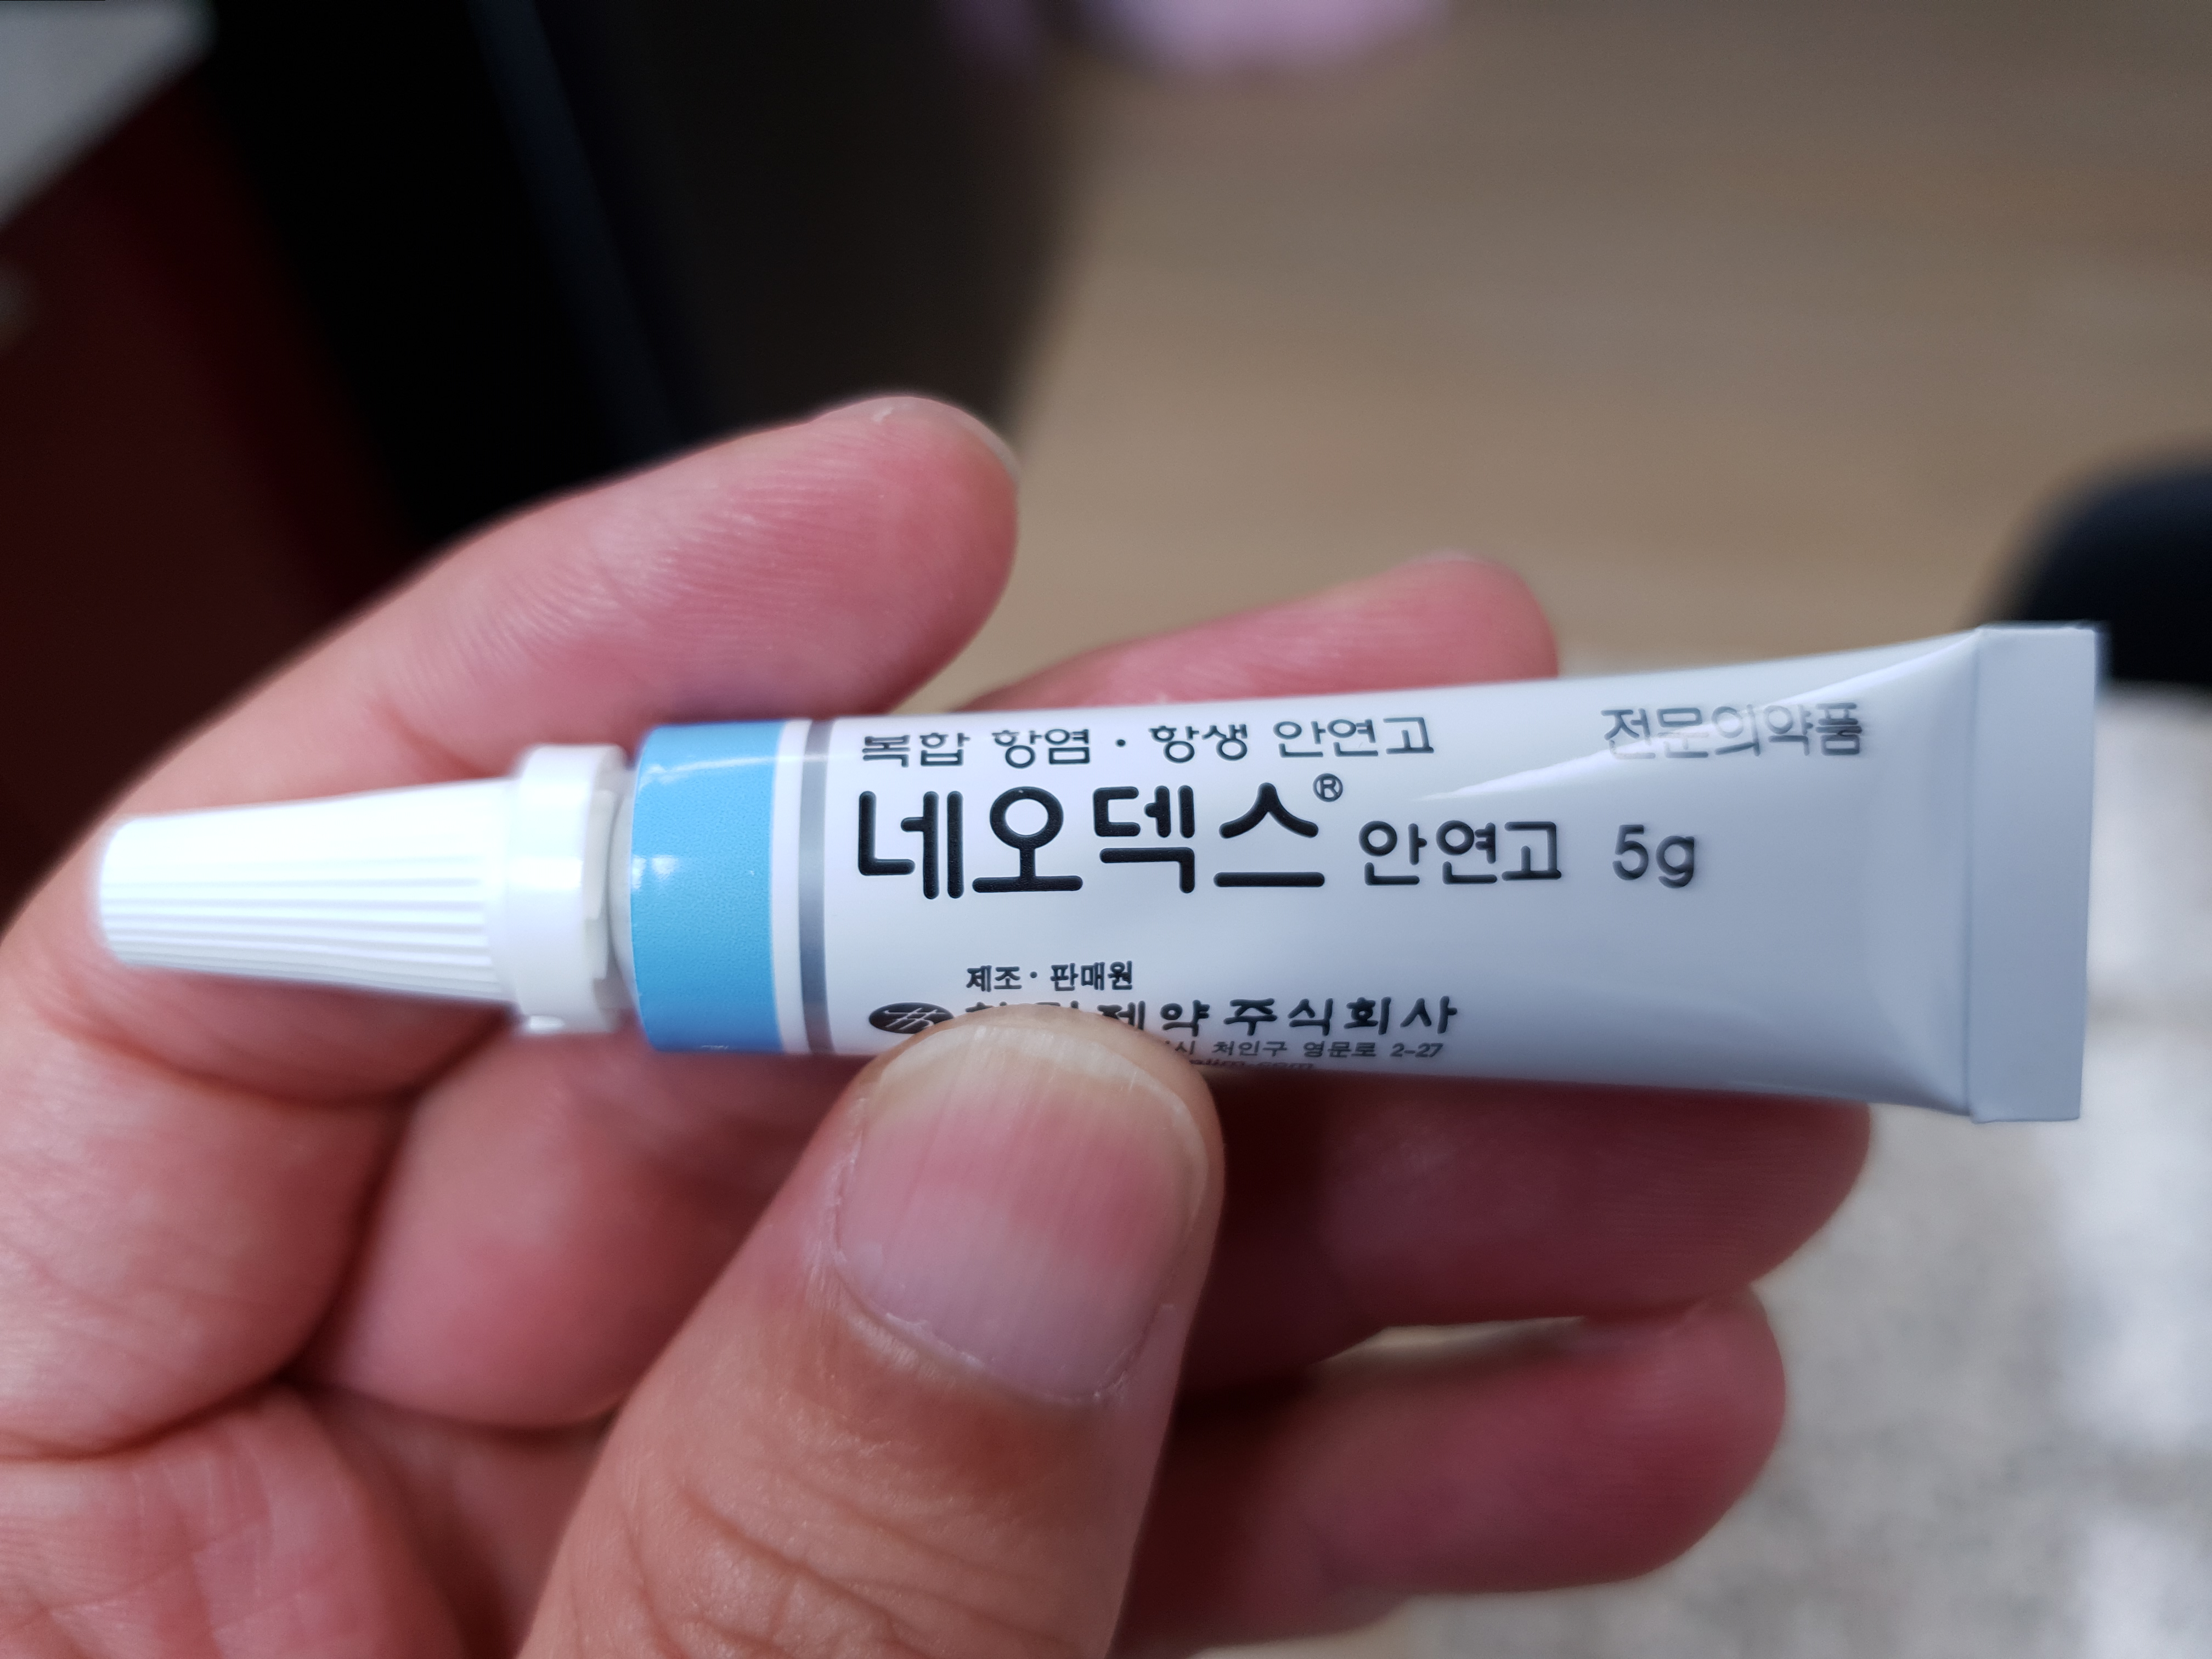 복합 항염·항생 안연고 전문의약품
네오덱스® 안연고 5g
제조·판매원
제약 주식회사
처인구 영문로 2-27